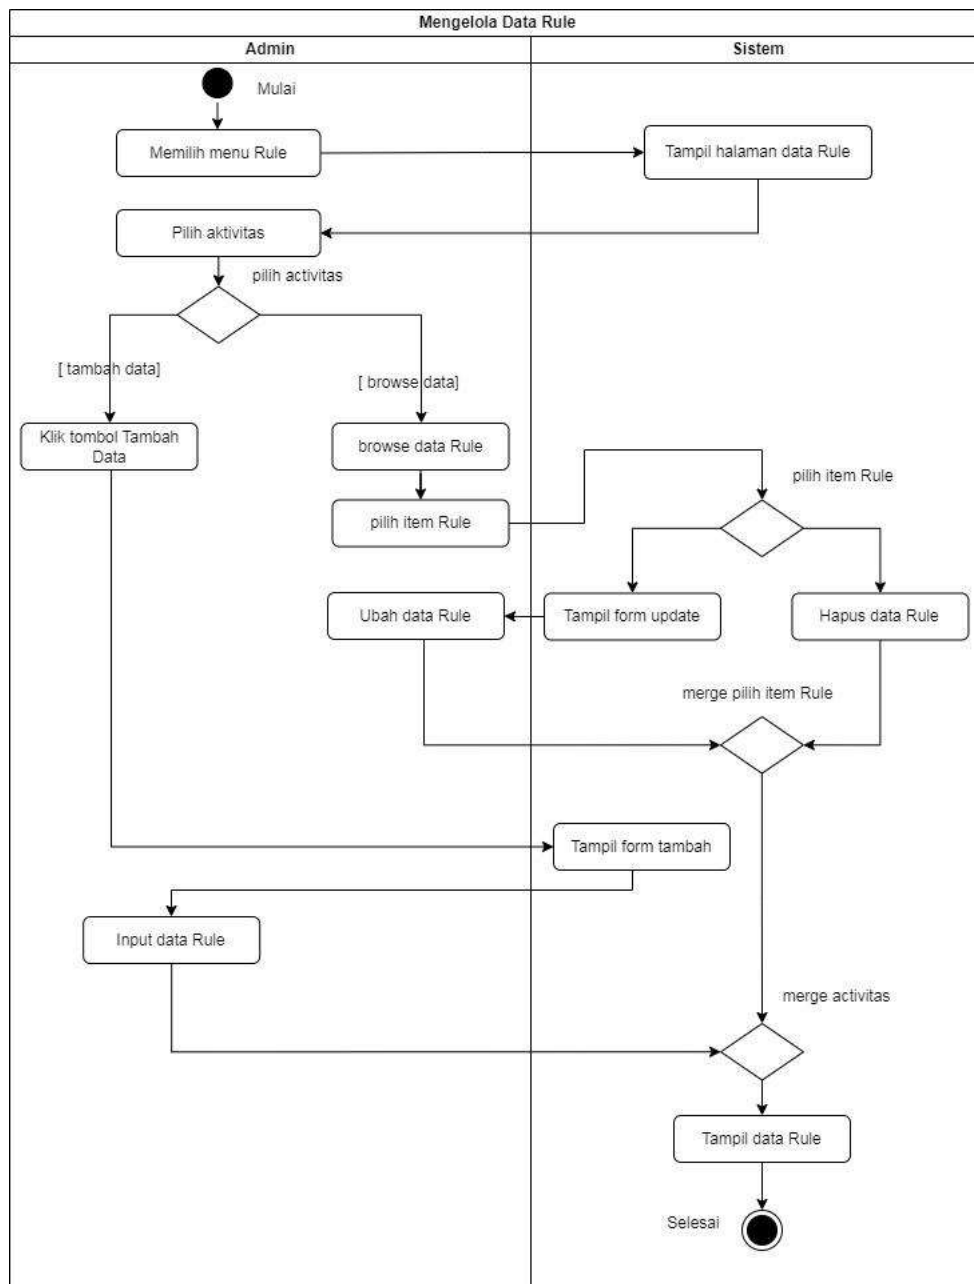 Mengelola Data Rule
Admin
Sistem
Mulai
Memilih menu Rule
Tampil halaman data Rule
Pilih aktivitas
pilih activitas
[ tambah data]
[ browse data]
Klik tombol Tambah
Data
browse data Rule
pilih item Rule
pilih item Rule
Ubah data Rule
Tampil form update
Hapus data Rule
merge pilih item Rule
Tampil form tambah
Input data Rule
merge activitas
Tampil data Rule
Selesai